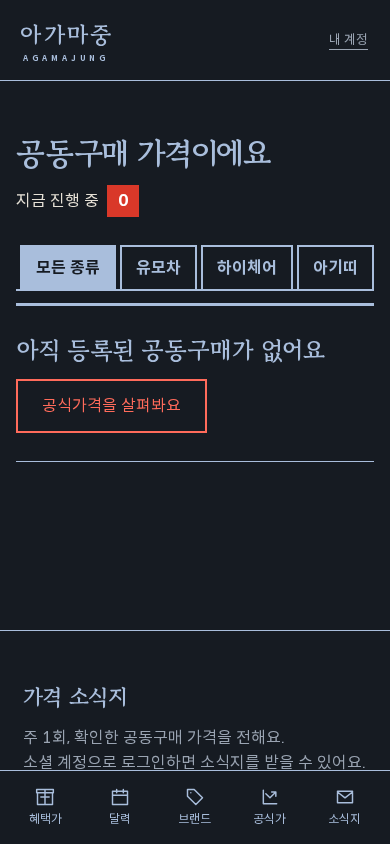 아가마중
AGAMAJUNG
내 계정
공동구매 가격이에요
지금 진행 중 0
모든 종류 유모차 하이체어 아기띠
아직 등록된 공동구매가 없어요
공식가격을 살펴봐요
가격 소식지
주 1회, 확인한 공동구매 가격을 전해요.
소셜 계정으로 로그인하면 소식지를 받을 수 있어요.
혜택가 달력 브랜드 공식가 소식지